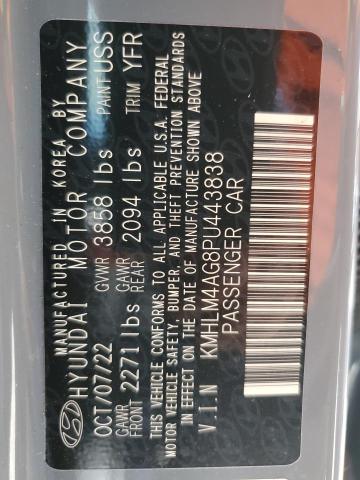 MANUFACTURED IN KOREA BY
HYUNDAI MOTOR COMPANY
OCT/07/22 GVWR 3858 lbs PAINT USS
GAWR FRONT 2271 lbs GAWR REAR 2094 lbs TRIM YFR
THIS VEHICLE CONFORMS TO ALL APPLICABLE U.S.A. FEDERAL
MOTOR VEHICLE SAFETY, BUMPER, AND THEFT PREVENTION STANDARDS
IN EFFECT ON THE DATE OF MANUFACTURE SHOWN ABOVE
V.I.N KMHLM4AG8PU443838
PASSENGER CAR